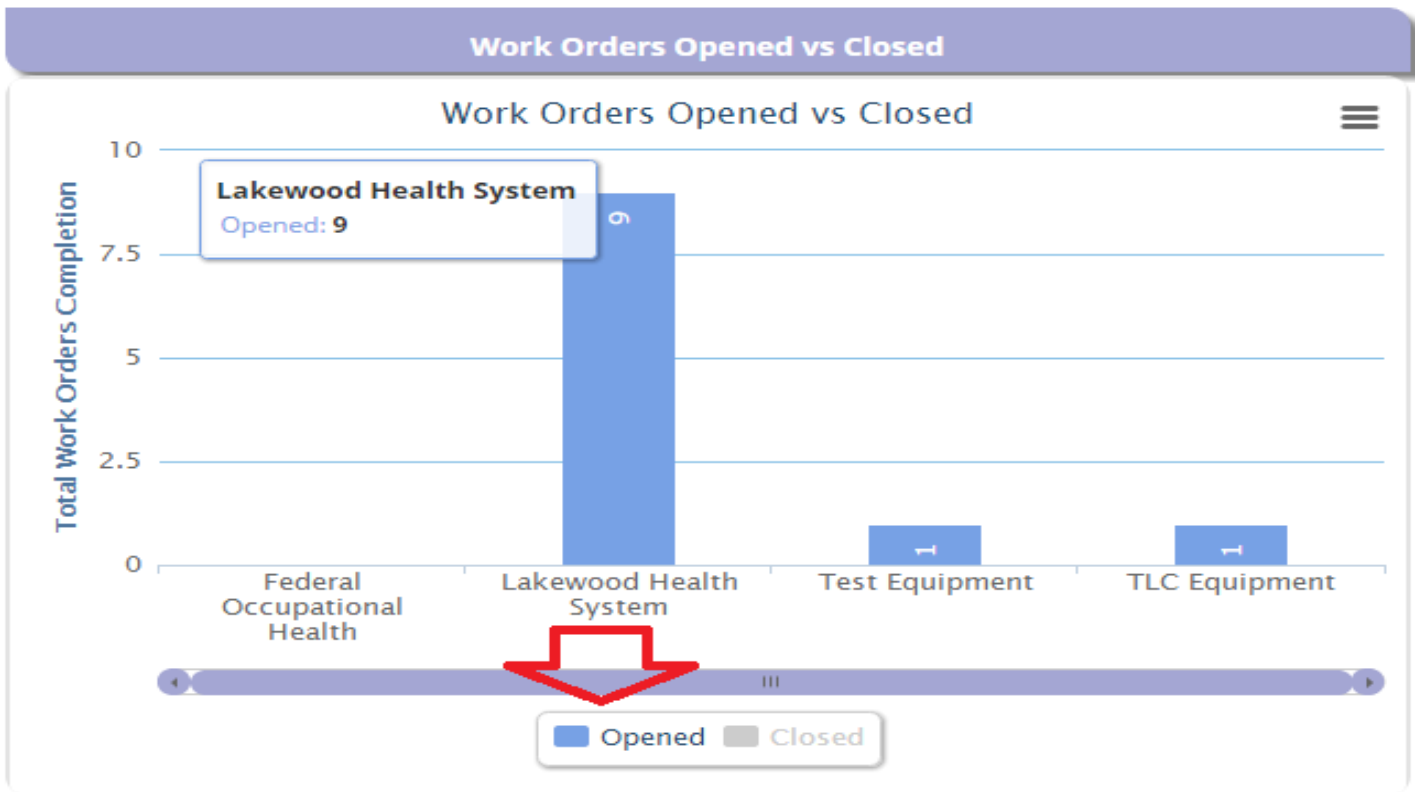 Work Orders Opened vs Closed
Work Orders Opened vs Closed
Total Work Orders Completion
10
7.5
5
2.5
0
Lakewood Health System
Opened: 9
9
1
1
Federal
Occupational
Health
Lakewood Health
System
Test Equipment
TLC Equipment
Opened
Closed